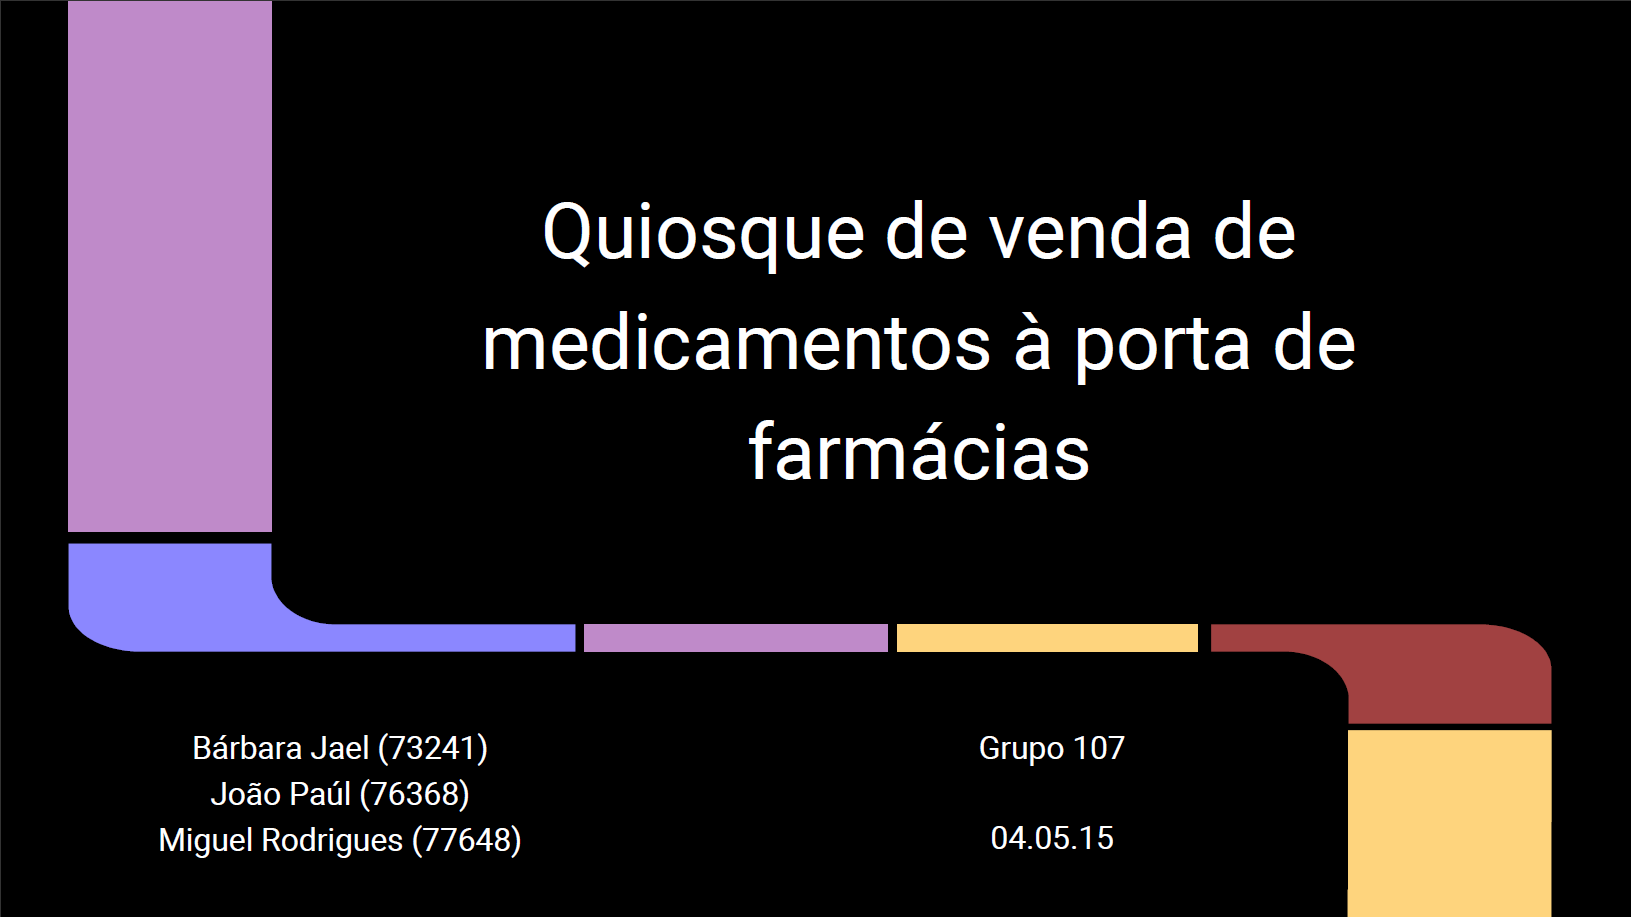 Quiosque de venda de
medicamentos à porta de
farmácias
Bárbara Jael (73241)
João Paúl (76368)
Miguel Rodrigues (77648)
Grupo 107
04.05.15